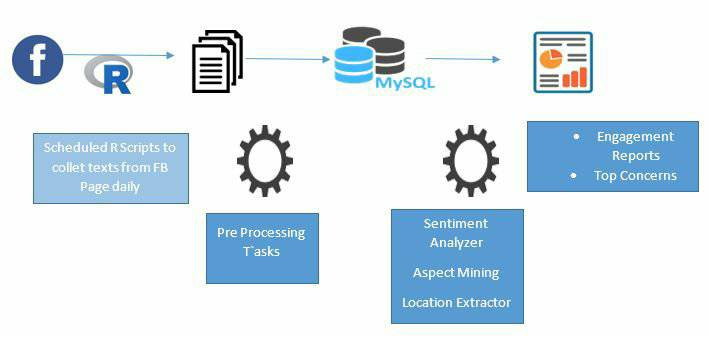 f
R
MySQL
Scheduled R Scripts to
collet texts from FB
Page daily
Pre Processing
Tˆasks
Sentiment
Analyzer
Aspect Mining
Location Extractor
• Engagement
Reports
• Top Concerns